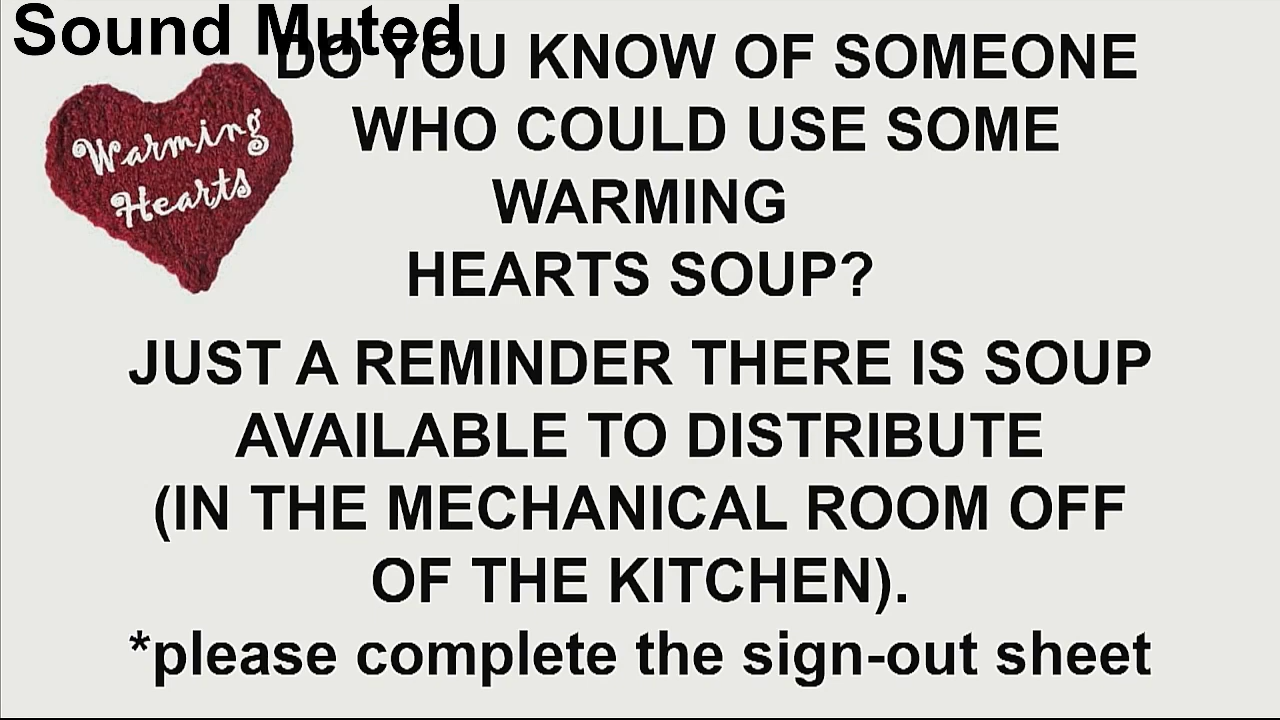 Sound Muted
Warming
Hearts
DO YOU KNOW OF SOMEONE
WHO COULD USE SOME
WARMING
HEARTS SOUP?
JUST A REMINDER THERE IS SOUP
AVAILABLE TO DISTRIBUTE
(IN THE MECHANICAL ROOM OFF
OF THE KITCHEN).
*please complete the sign-out sheet